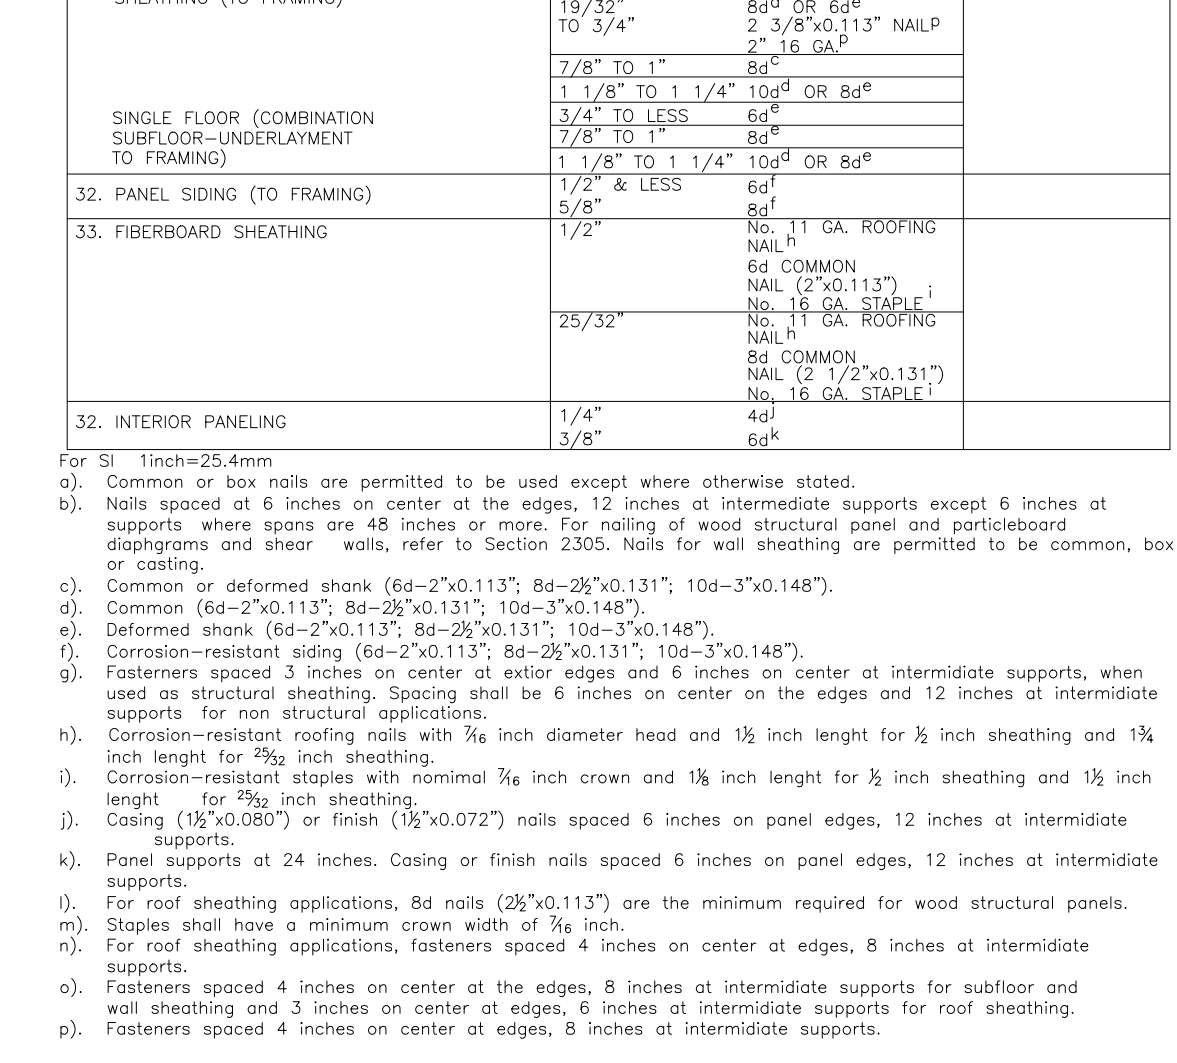 SHEATHING (TO FRAMING)
19/32" 8dd OR 6de
TO 3/4" 2 3/8"x0.113" NAILp
2" 16 GA.p
7/8" TO 1" 8dc
1 1/8" TO 1 1/4" 10dd OR 8de
SINGLE FLOOR (COMBINATION 3/4" TO LESS 6de
SUBFLOOR-UNDERLAYMENT 7/8" TO 1" 8de
TO FRAMING) 1 1/8" TO 1 1/4" 10dd OR 8de
32. PANEL SIDING (TO FRAMING) 1/2" & LESS 6df
5/8" 8df
33. FIBERBOARD SHEATHING 1/2" No. 11 GA. ROOFING
NAILh
6d COMMON
NAIL (2"x0.113")
No. 16 GA. STAPLEi
25/32" No. 11 GA. ROOFING
NAILh
8d COMMON
NAIL (2 1/2"x0.131")
No. 16 GA. STAPLEi
32. INTERIOR PANELING 1/4" 4dj
3/8" 6dk
For SI 1inch=25.4mm
a). Common or box nails are permitted to be used except where otherwise stated.
b). Nails spaced at 6 inches on center at the edges, 12 inches at intermediate supports except 6 inches at
supports where spans are 48 inches or more. For nailing of wood structural panel and particleboard
diaphgrams and shear walls, refer to Section 2305. Nails for wall sheathing are permitted to be common, box
or casting.
c). Common or deformed shank (6d-2"x0.113"; 8d-2½"x0.131"; 10d-3"x0.148").
d). Common (6d-2"x0.113"; 8d-2½"x0.131"; 10d-3"x0.148").
e). Deformed shank (6d-2"x0.113"; 8d-2½"x0.131"; 10d-3"x0.148").
f). Corrosion-resistant siding (6d-2"x0.113"; 8d-2½"x0.131"; 10d-3"x0.148").
g). Fasterners spaced 3 inches on center at extior edges and 6 inches on center at intermidiate supports, when
used as structural sheathing. Spacing shall be 6 inches on center on the edges and 12 inches at intermidiate
supports for non structural applications.
h). Corrosion-resistant roofing nails with 7/16 inch diameter head and 1½ inch lenght for ½ inch sheathing and 1¾
inch lenght for 25/32 inch sheathing.
i). Corrosion-resistant staples with nomimal 7/16 inch crown and 1⅛ inch lenght for ½ inch sheathing and 1½ inch
lenght for 25/32 inch sheathing.
j). Casing (1½"x0.080") or finish (1½"x0.072") nails spaced 6 inches on panel edges, 12 inches at intermidiate
supports.
k). Panel supports at 24 inches. Casing or finish nails spaced 6 inches on panel edges, 12 inches at intermidiate
supports.
l). For roof sheathing applications, 8d nails (2½"x0.113") are the minimum required for wood structural panels.
m). Staples shall have a minimum crown width of 7/16 inch.
n). For roof sheathing applications, fasteners spaced 4 inches on center at edges, 8 inches at intermidiate
supports.
o). Fasteners spaced 4 inches on center at the edges, 8 inches at intermidiate supports for subfloor and
wall sheathing and 3 inches on center at edges, 6 inches at intermidiate supports for roof sheathing.
p). Fasteners spaced 4 inches on center at edges, 8 inches at intermidiate supports.